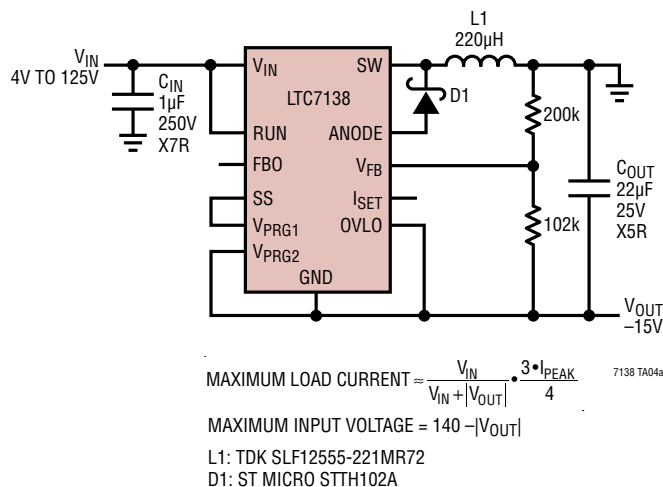 L1
220µH
V_IN
4V TO 125V
C_IN
1µF
250V
X7R
V_IN
SW
LTC7138
D1
RUN
ANODE
200k
FBO
V_FB
C_OUT
22µF
25V
X5R
SS
I_SET
V_PRG1
OVLO
102k
V_PRG2
GND
V_OUT
–15V
MAXIMUM LOAD CURRENT ≈ V_IN / (V_IN + |V_OUT|) • 3•I_PEAK / 4
7138 TA04a
MAXIMUM INPUT VOLTAGE = 140 –|V_OUT|
L1: TDK SLF12555-221MR72
D1: ST MICRO STTH102A